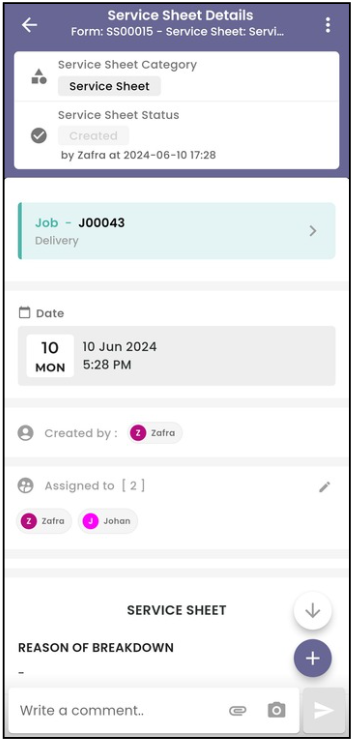 Service Sheet Details
Form: SS00015 - Service Sheet: Servi...
Service Sheet Category
Service Sheet
Service Sheet Status
Created
by Zafra at 2024-06-10 17:28
Job - J00043
Delivery
Date
10
MON
10 Jun 2024
5:28 PM
Created by :
Z Zafra
Assigned to [ 2 ]
Z Zafra
J Johan
SERVICE SHEET
REASON OF BREAKDOWN
-
Write a comment..